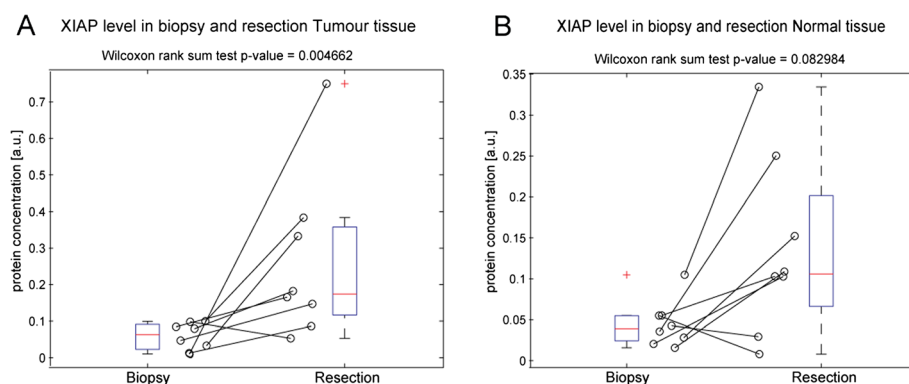 A XIAP level in biopsy and resection Tumour tissue
Wilcoxon rank sum test p-value = 0.004662
protein concentration [a.u.]
0.7
0.6
0.5
0.4
0.3
0.2
0.1
0
Biopsy Resection
B XIAP level in biopsy and resection Normal tissue
Wilcoxon rank sum test p-value = 0.082984
protein concentration [a.u.]
0.35
0.3
0.25
0.2
0.15
0.1
0.05
0
Biopsy Resection